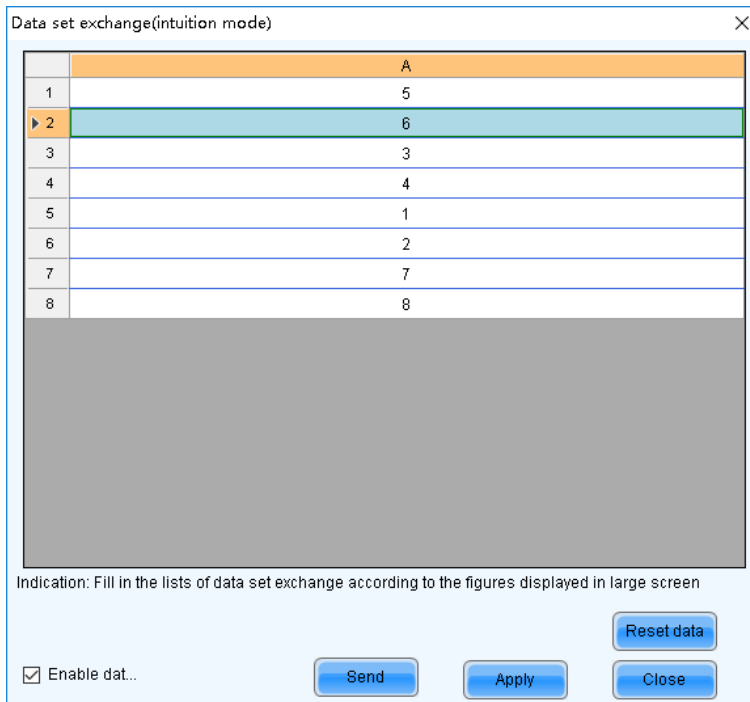 Data set exchange(intuition mode)
A
1 5
2 6
3 3
4 4
5 1
6 2
7 7
8 8
Indication: Fill in the lists of data set exchange according to the figures displayed in large screen
Reset data
Enable dat... Send Apply Close